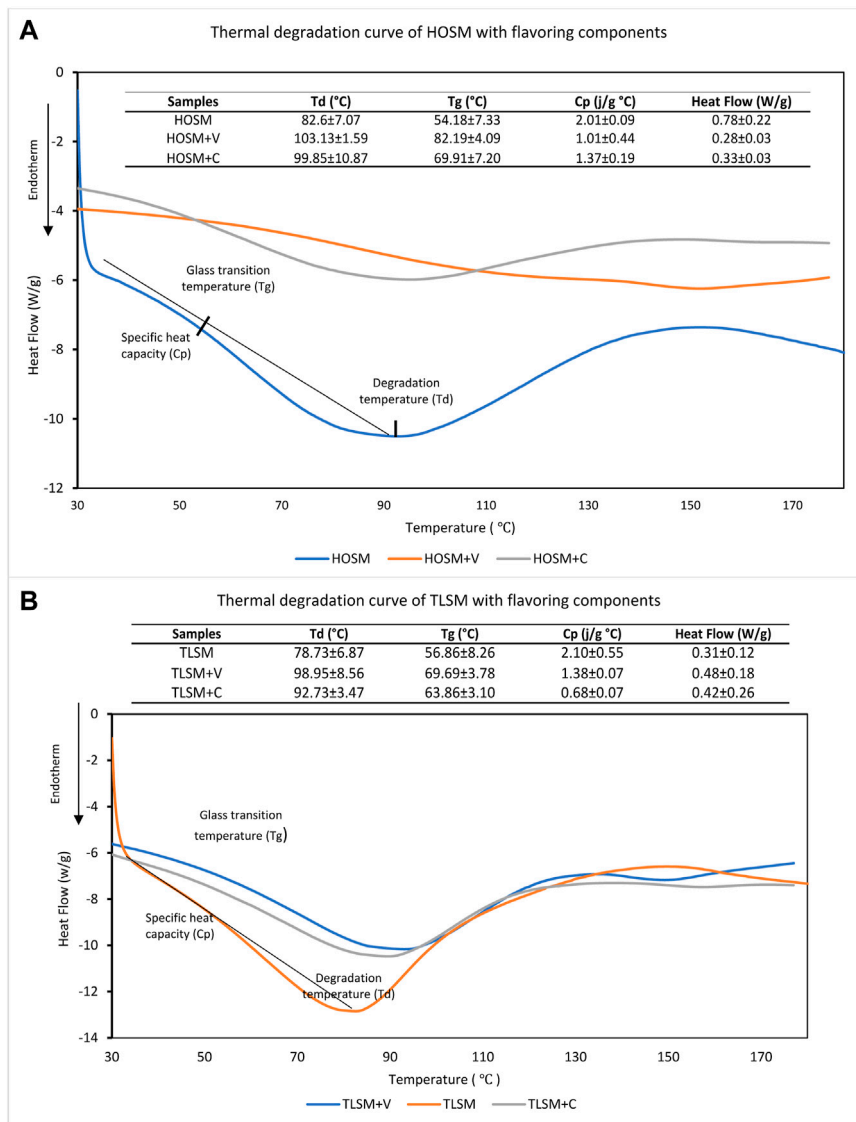 A
Thermal degradation curve of HOSM with flavoring components
Samples Td (°C) Tg (°C) Cp (j/g °C) Heat Flow (W/g)
HOSM 82.6±7.07 54.18±7.33 2.01±0.09 0.78±0.22
HOSM+V 103.13±1.59 82.19±4.09 1.01±0.44 0.28±0.03
HOSM+C 99.85±10.87 69.91±7.20 1.37±0.19 0.33±0.03
Endotherm
Heat Flow (W/g)
0
-2
-4
-6
-8
-10
-12
Glass transition
temperature (Tg)
Specific heat
capacity (Cp)
Degradation
temperature (Td)
30 50 70 90 110 130 150 170
Temperature ( °C)
HOSM HOSM+V HOSM+C
B
Thermal degradation curve of TLSM with flavoring components
Samples Td (°C) Tg (°C) Cp (j/g °C) Heat Flow (W/g)
TLSM 78.73±6.87 56.86±8.26 2.10±0.55 0.31±0.12
TLSM+V 98.95±8.56 69.69±3.78 1.38±0.07 0.48±0.18
TLSM+C 92.73±3.47 63.86±3.10 0.68±0.07 0.42±0.26
Endotherm
Heat Flow (w/g)
0
-2
-4
-6
-8
-10
-12
-14
Glass transition
temperature (Tg)
Specific heat
capacity (Cp)
Degradation
temperature (Td)
30 50 70 90 110 130 150 170
Temperature ( °C )
TLSM+V TLSM TLSM+C